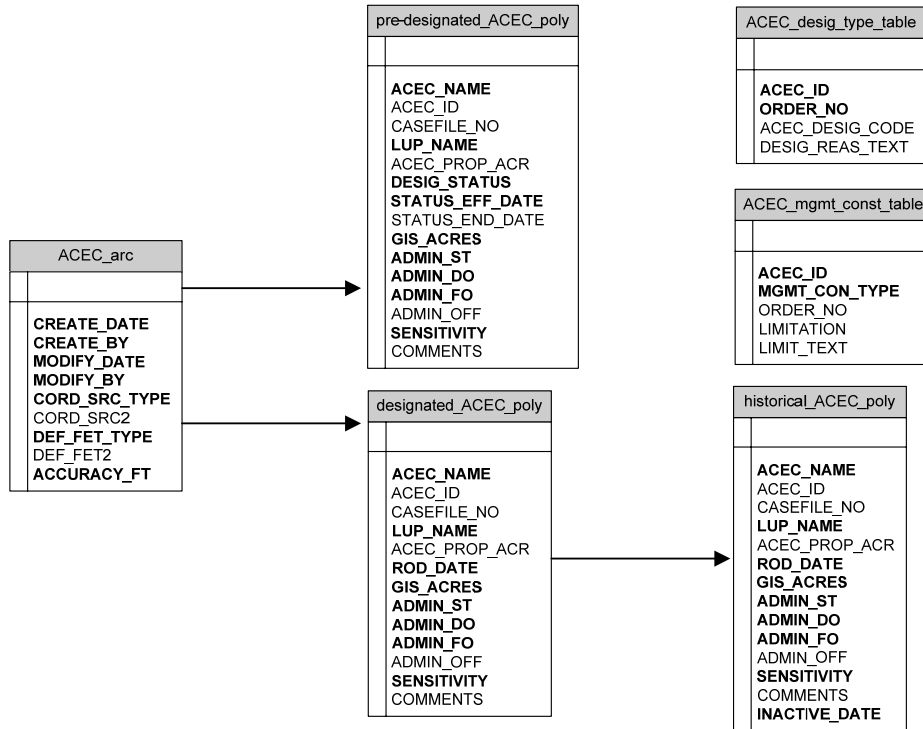 pre-designated_ACEC_poly
ACEC_NAME
ACEC_ID
CASEFILE_NO
LUP_NAME
ACEC_PROP_ACR
DESIG_STATUS
STATUS_EFF_DATE
STATUS_END_DATE
GIS_ACRES
ADMIN_ST
ADMIN_DO
ADMIN_FO
ADMIN_OFF
SENSITIVITY
COMMENTS
ACEC_desig_type_table
ACEC_ID
ORDER_NO
ACEC_DESIG_CODE
DESIG_REAS_TEXT
ACEC_mgmt_const_table
ACEC_ID
MGMT_CON_TYPE
ORDER_NO
LIMITATION
LIMIT_TEXT
ACEC_arc
CREATE_DATE
CREATE_BY
MODIFY_DATE
MODIFY_BY
CORD_SRC_TYPE
CORD_SRC2
DEF_FET_TYPE
DEF_FET2
ACCURACY_FT
designated_ACEC_poly
ACEC_NAME
ACEC_ID
CASEFILE_NO
LUP_NAME
ACEC_PROP_ACR
ROD_DATE
GIS_ACRES
ADMIN_ST
ADMIN_DO
ADMIN_FO
ADMIN_OFF
SENSITIVITY
COMMENTS
historical_ACEC_poly
ACEC_NAME
ACEC_ID
CASEFILE_NO
LUP_NAME
ACEC_PROP_ACR
ROD_DATE
GIS_ACRES
ADMIN_ST
ADMIN_DO
ADMIN_FO
ADMIN_OFF
SENSITIVITY
COMMENTS
INACTIVE_DATE